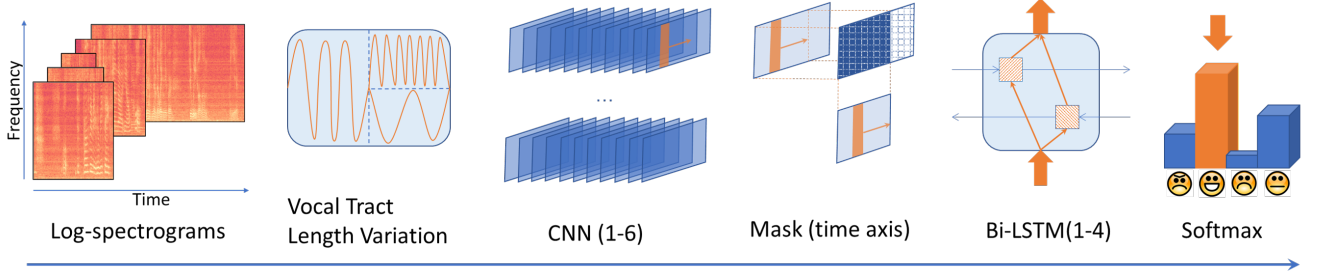 Frequency
Time
Log-spectrograms
Vocal Tract
Length Variation
...
CNN (1-6)
Mask (time axis)
Bi-LSTM(1-4)
Softmax